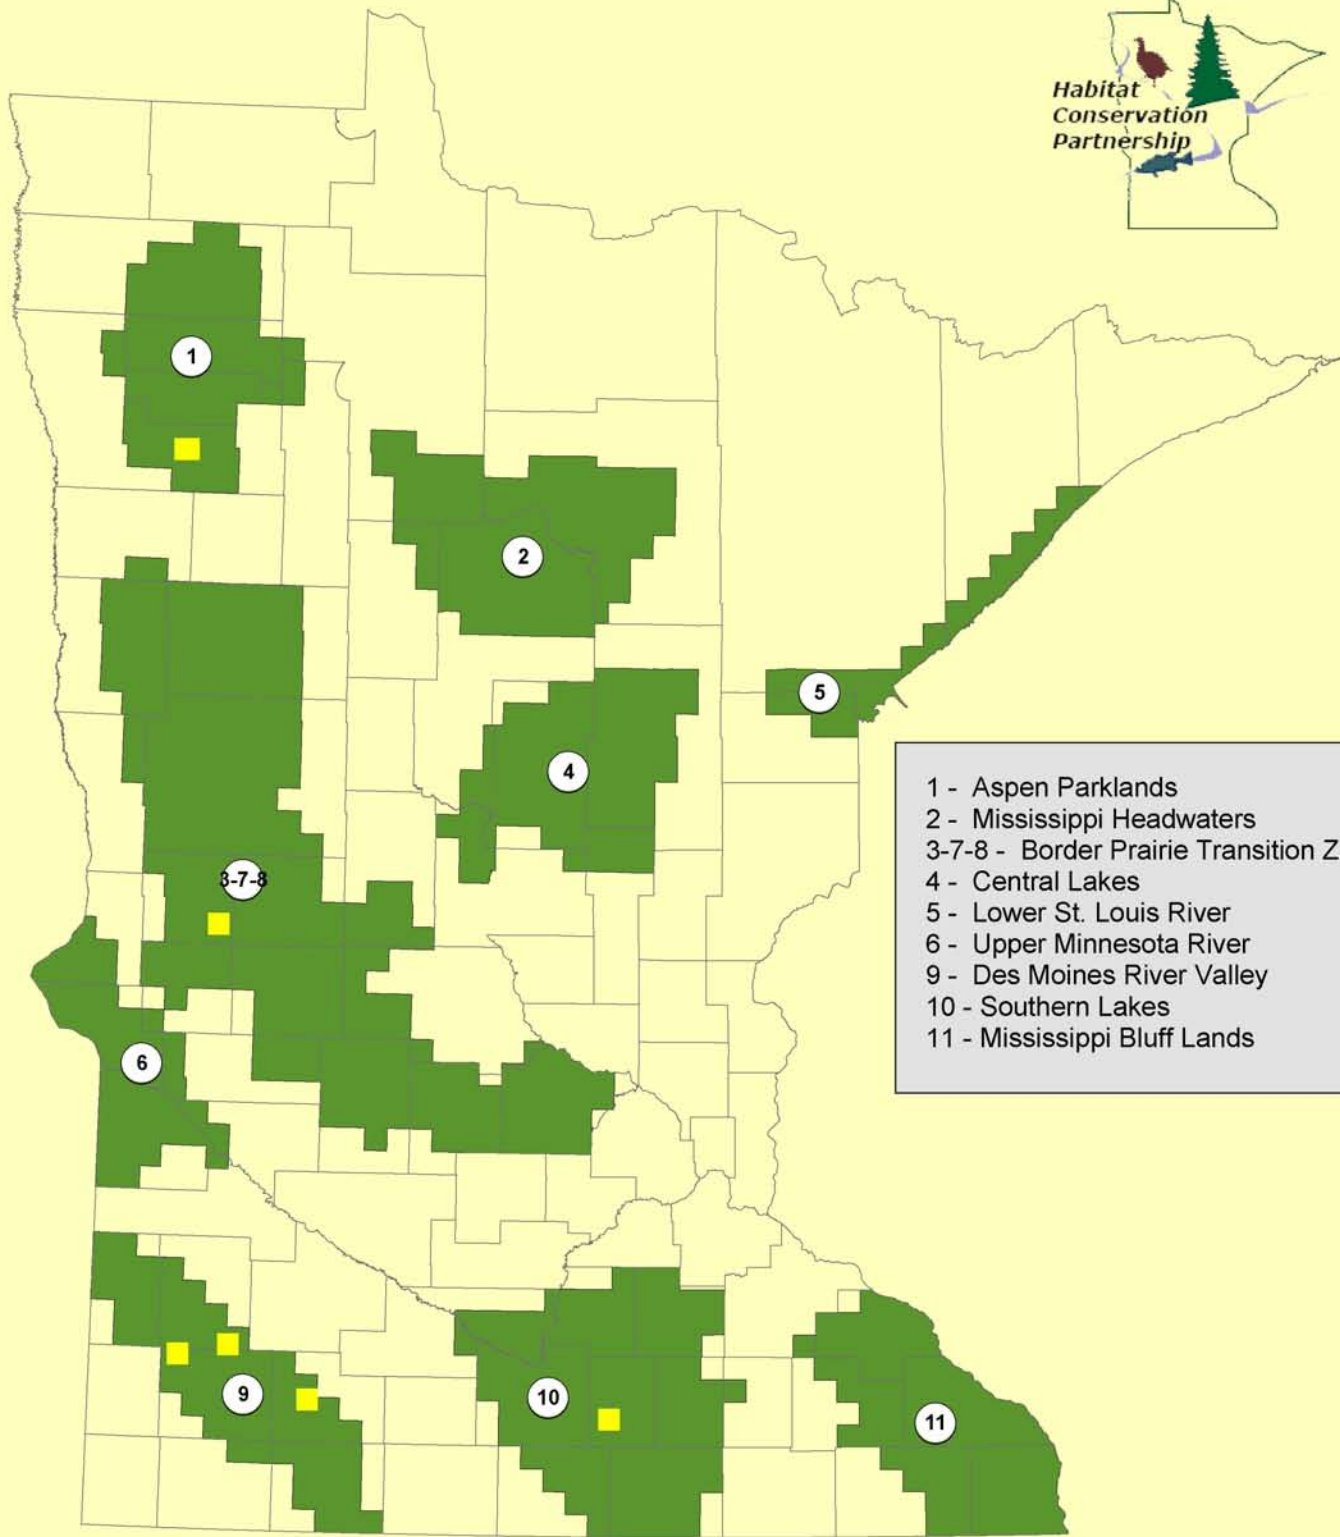 Habitat
Conservation
Partnership
1
2
5
4
3-7-8
6
9
10
11
1 - Aspen Parklands
2 - Mississippi Headwaters
3-7-8 - Border Prairie Transition Z
4 - Central Lakes
5 - Lower St. Louis River
6 - Upper Minnesota River
9 - Des Moines River Valley
10 - Southern Lakes
11 - Mississippi Bluff Lands